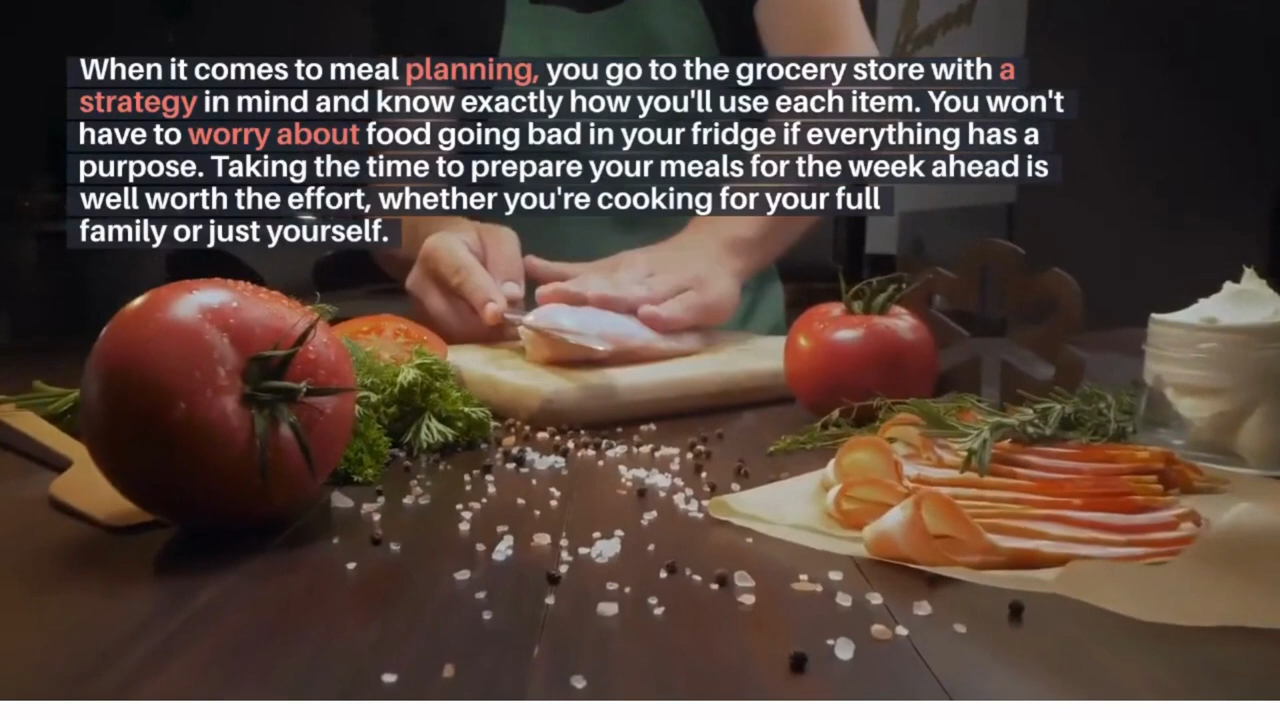 When it comes to meal planning, you go to the grocery store with a
strategy in mind and know exactly how you'll use each item. You won't
have to worry about food going bad in your fridge if everything has a
purpose. Taking the time to prepare your meals for the week ahead is
well worth the effort, whether you're cooking for your full
family or just yourself.